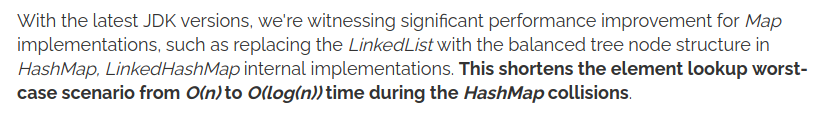 With the latest JDK versions, we're witnessing significant performance improvement for Map
implementations, such as replacing the LinkedList with the balanced tree node structure in
HashMap, LinkedHashMap internal implementations. This shortens the element lookup worst-
case scenario from O(n) to O(log(n)) time during the HashMap collisions.